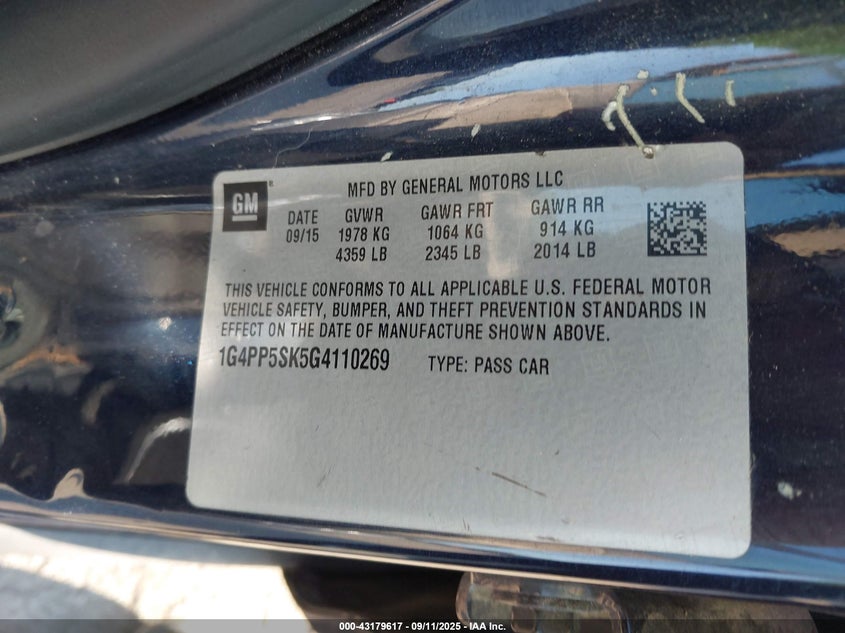 GM
MFD BY GENERAL MOTORS LLC
DATE GVWR GAWR FRT GAWR RR
09/15 1978 KG 1064 KG 914 KG
4359 LB 2345 LB 2014 LB
THIS VEHICLE CONFORMS TO ALL APPLICABLE U.S. FEDERAL MOTOR
VEHICLE SAFETY, BUMPER, AND THEFT PREVENTION STANDARDS IN
EFFECT ON THE DATE OF MANUFACTURE SHOWN ABOVE.
1G4PP5SK5G4110269 TYPE: PASS CAR
000-43179617 - 09/11/2025 - IAA Inc.